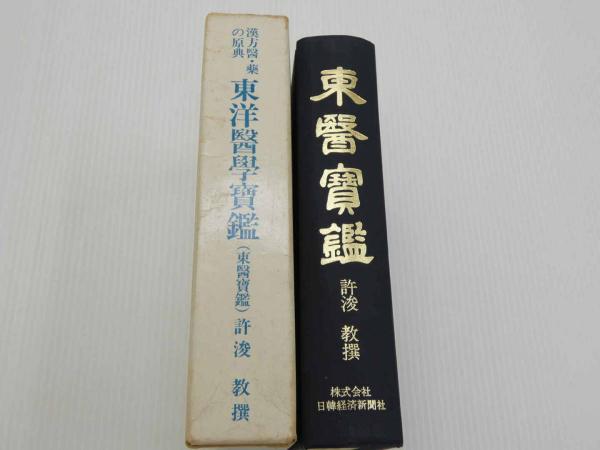 漢方醫・藥
の原典
東洋醫學寶鑑
（東醫寶鑑）許浚 教撰
東醫寶鑑
許浚 教撰
株式会社
日韓経済新聞社